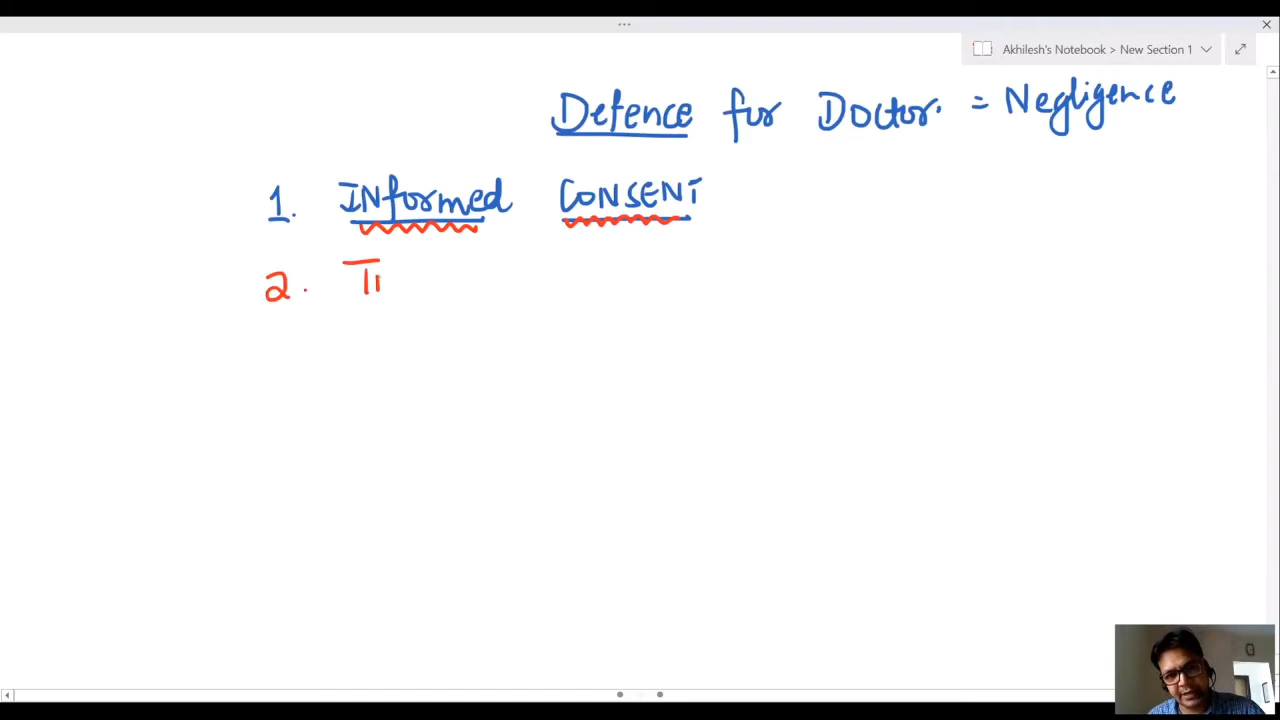 Akhilesh's Notebook > New Section 1
Defence for Doctor. = Negligence
1. INformed CONSENT
2.